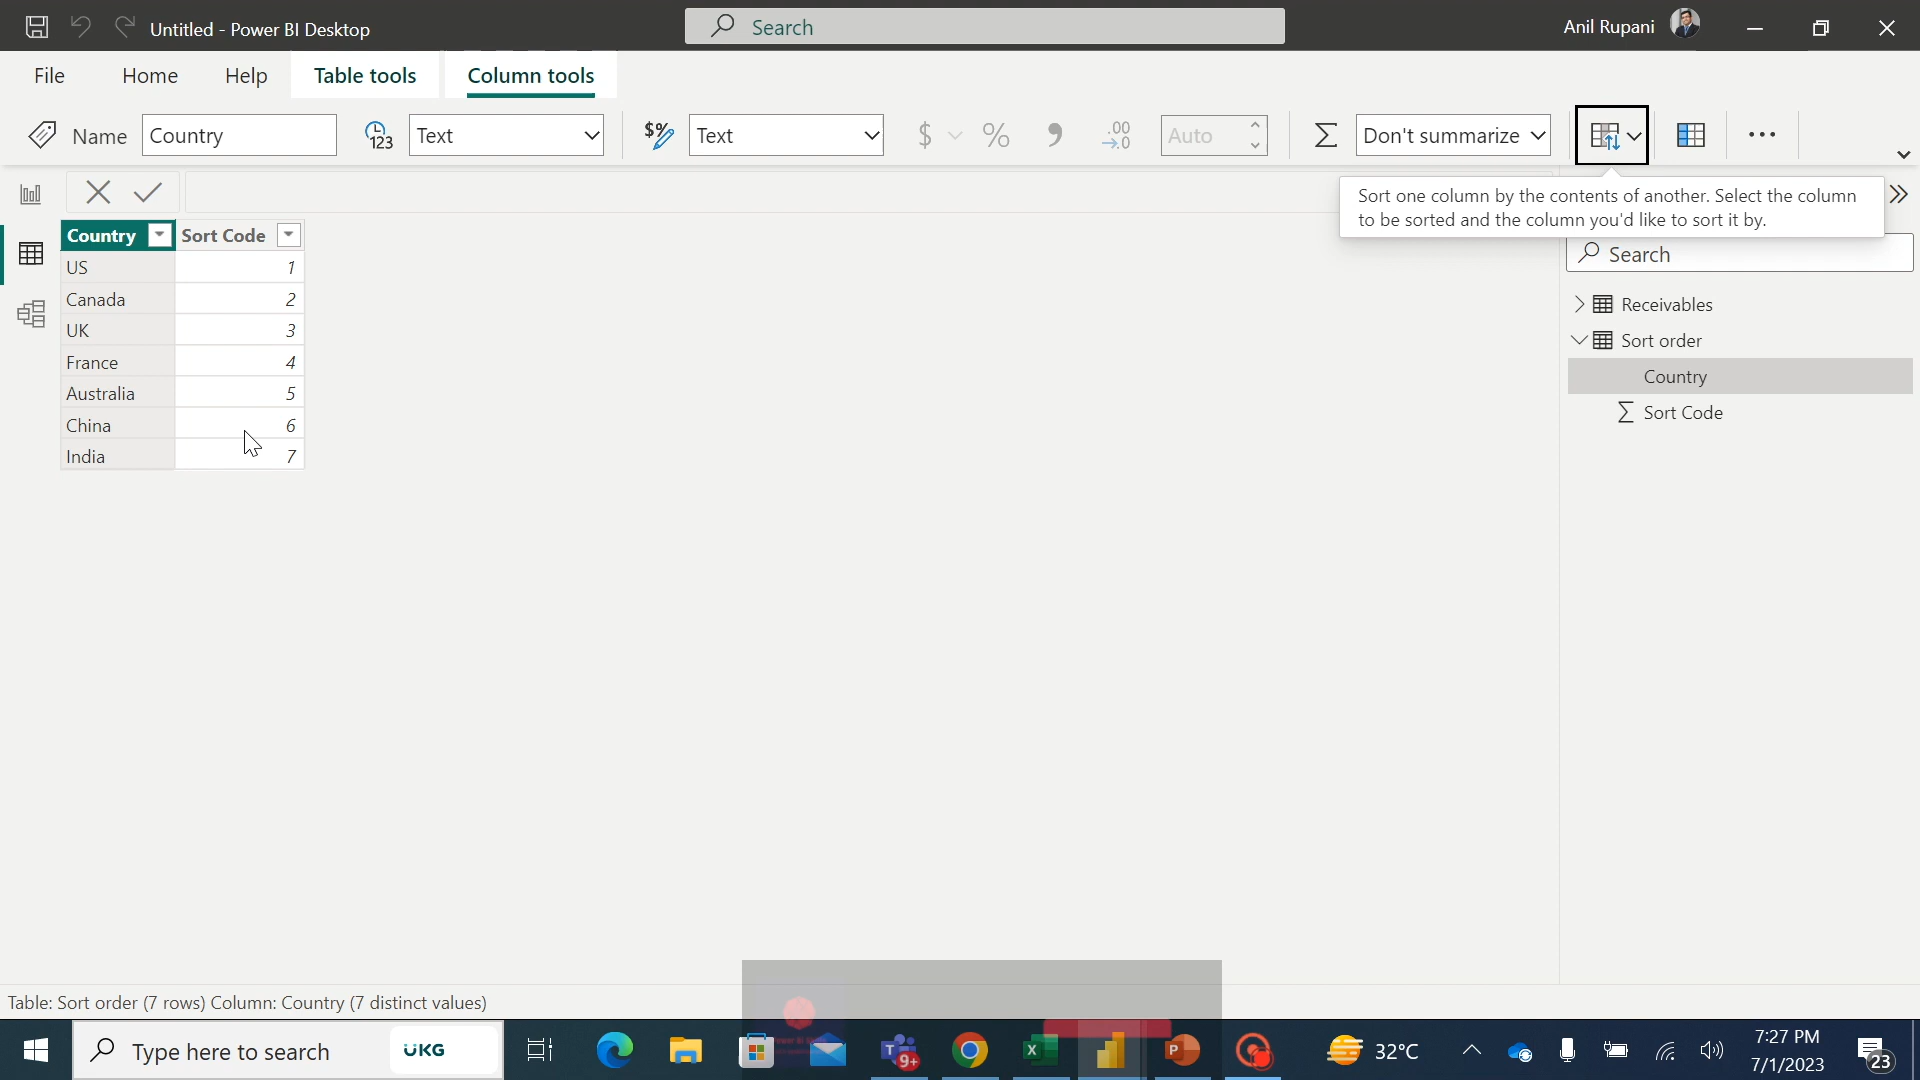 Untitled - Power BI Desktop
Search
Anil Rupani
File
Home
Help
Table tools
Column tools
Name
Country
123
Text
$%
Text
$
%
.00
→.0
Auto
Don't summarize
Sort one column by the contents of another. Select the column
to be sorted and the column you'd like to sort it by.
Search
Country
Sort Code
US 1
Canada 2
UK 3
France 4
Australia 5
China 6
India 7
Receivables
Sort order
Country
Sort Code
Table: Sort order (7 rows) Column: Country (7 distinct values)
Type here to search
UKG
9+
32°C
7:27 PM
7/1/2023
23